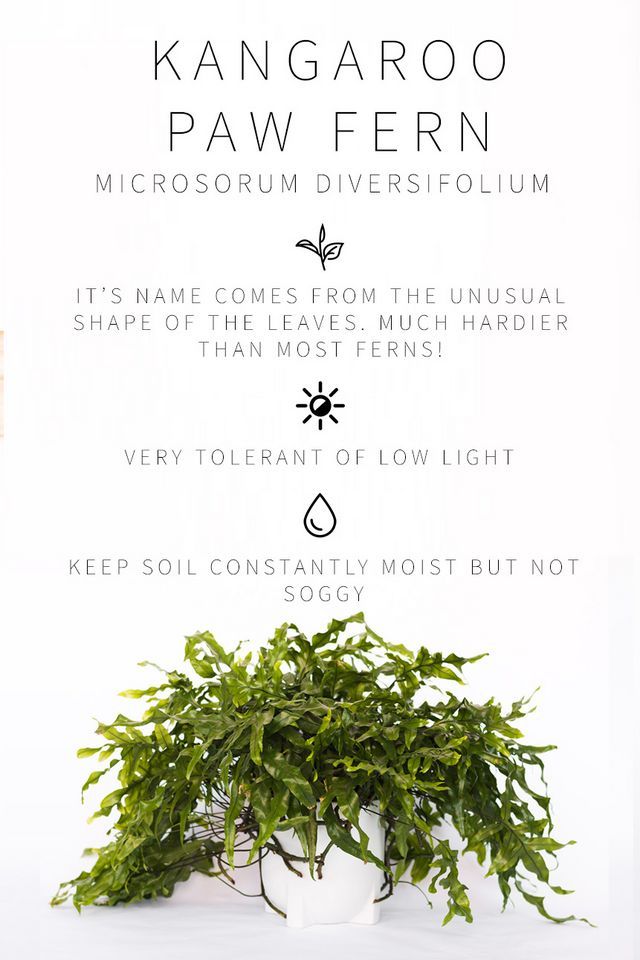 KANGAROO
PAW FERN
MICROSORUM DIVERSIFOLIUM
IT'S NAME COMES FROM THE UNUSUAL
SHAPE OF THE LEAVES. MUCH HARDIER
THAN MOST FERNS!
VERY TOLERANT OF LOW LIGHT
KEEP SOIL CONSTANTLY MOIST BUT NOT
SOGGY